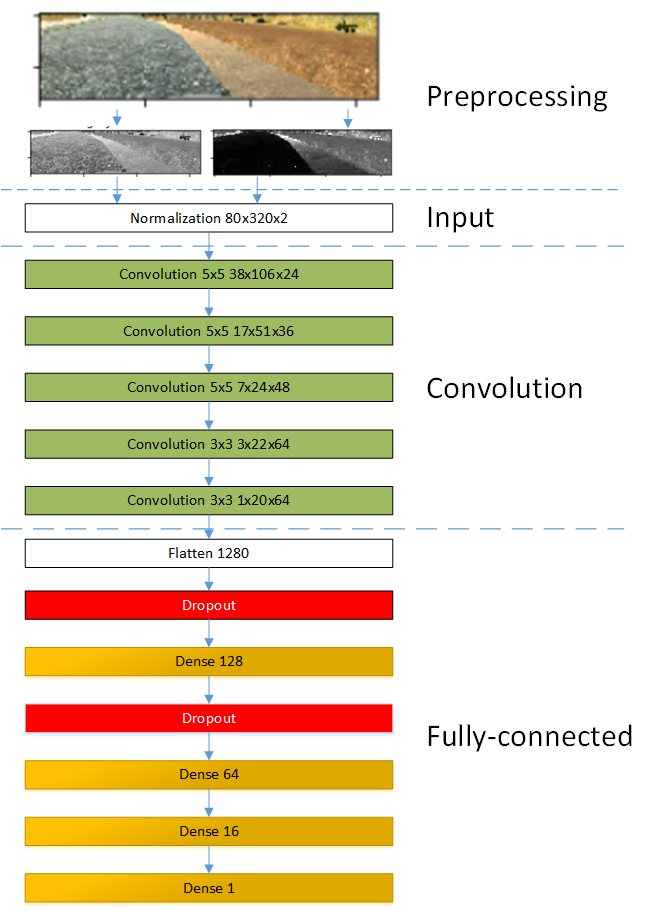 Preprocessing
Normalization 80x320x2
Input
Convolution 5x5 38x106x24
Convolution 5x5 17x51x36
Convolution 5x5 7x24x48
Convolution
Convolution 3x3 3x22x64
Convolution 3x3 1x20x64
Flatten 1280
Dropout
Dense 128
Dropout
Fully-connected
Dense 64
Dense 16
Dense 1